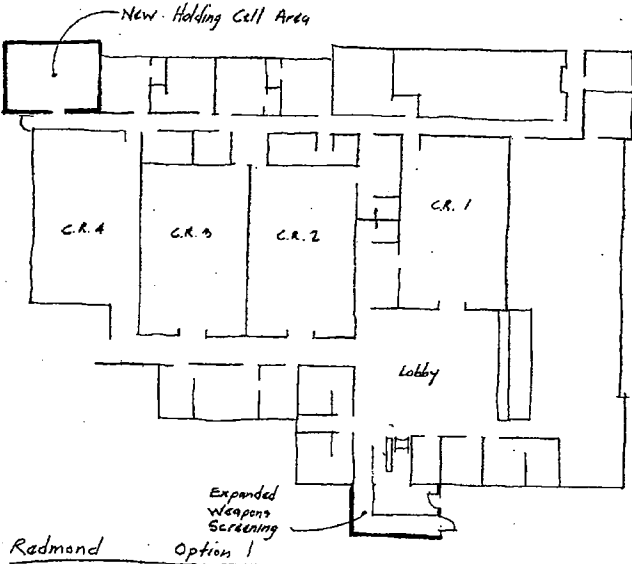 New Holding Cell Area
C.R. 4
C.R. 3
C.R. 2
C.R. 1
Lobby
Expanded
Weapons
Screening
Redmond Option 1